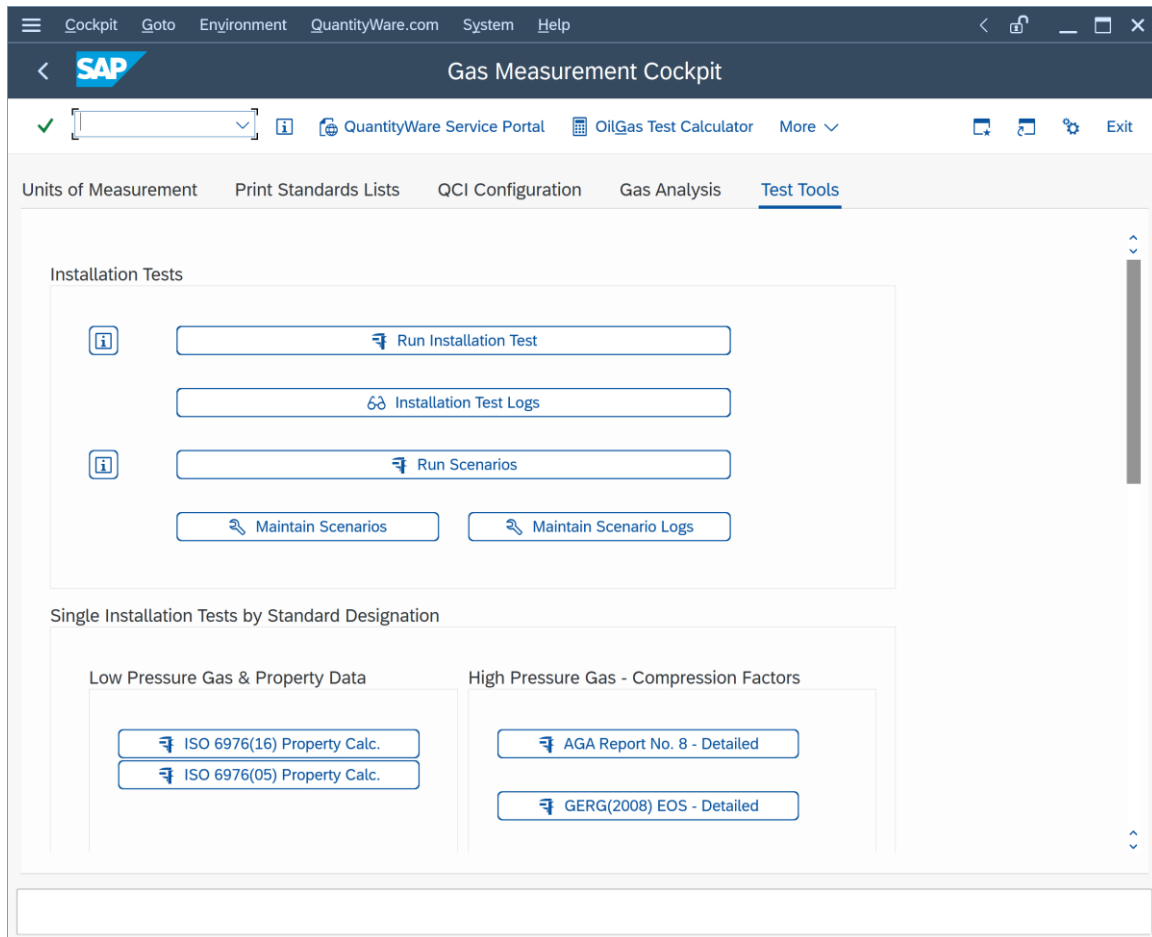 Cockpit Goto Environment QuantityWare.com System Help
SAP Gas Measurement Cockpit
QuantityWare Service Portal OilGas Test Calculator More Exit
Units of Measurement Print Standards Lists QCI Configuration Gas Analysis Test Tools
Installation Tests
Run Installation Test
Installation Test Logs
Run Scenarios
Maintain Scenarios Maintain Scenario Logs
Single Installation Tests by Standard Designation
Low Pressure Gas & Property Data High Pressure Gas - Compression Factors
ISO 6976(16) Property Calc. AGA Report No. 8 - Detailed
ISO 6976(05) Property Calc.
GERG(2008) EOS - Detailed